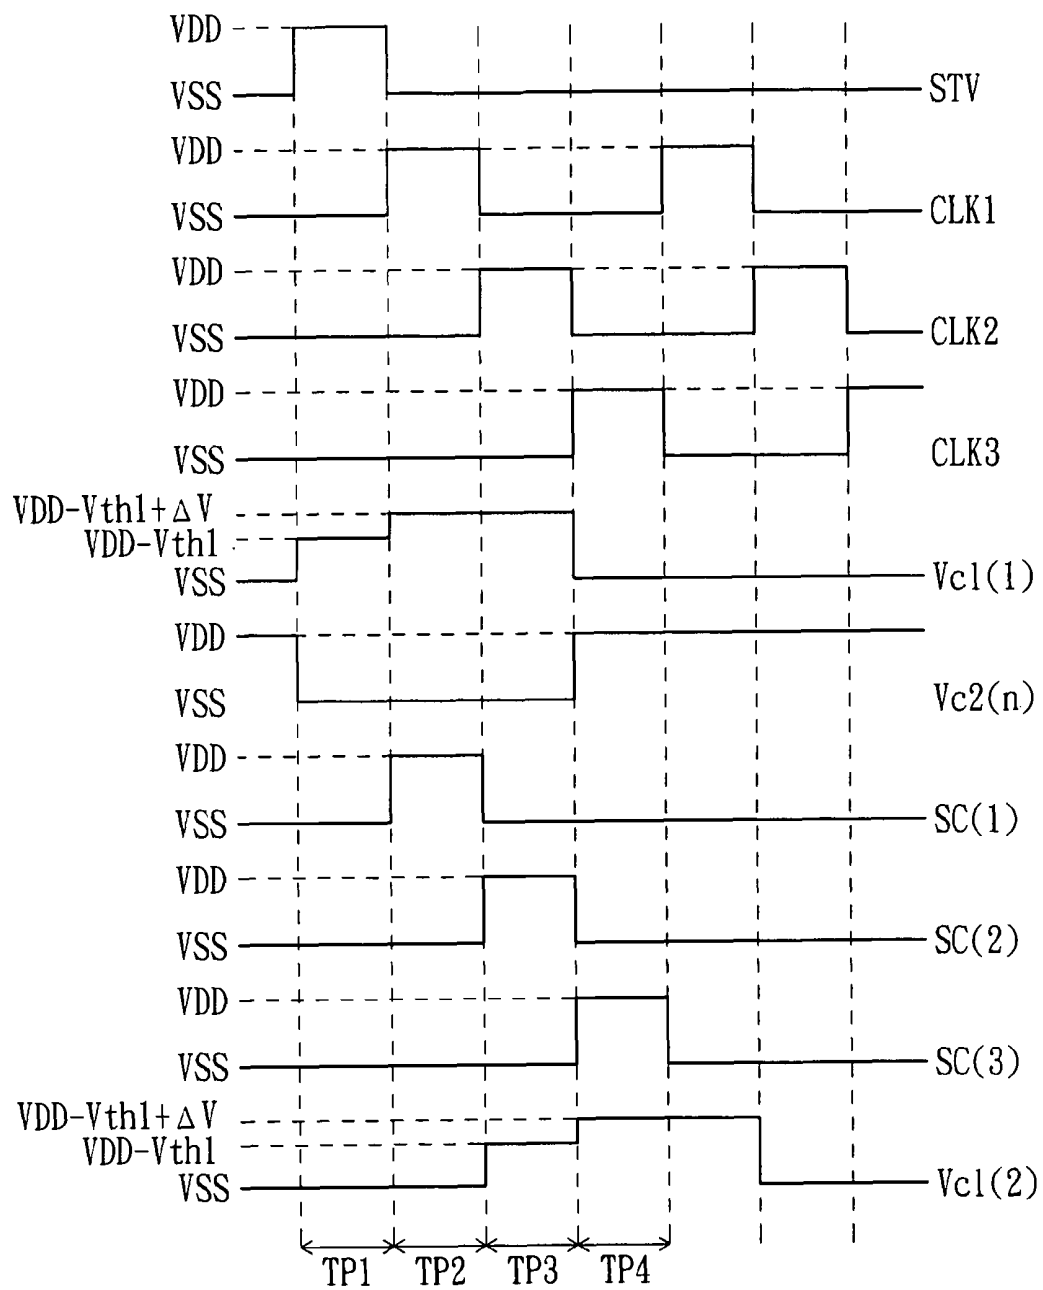 VDD
VSS
STV
VDD
VSS
CLK1
VDD
VSS
CLK2
VDD
VSS
CLK3
VDD-Vth1+ΔV
VDD-Vth1
VSS
Vc1(1)
VDD
VSS
Vc2(n)
VDD
VSS
SC(1)
VDD
VSS
SC(2)
VDD
VSS
SC(3)
VDD-Vth1+ΔV
VDD-Vth1
VSS
Vc1(2)
TP1 TP2 TP3 TP4